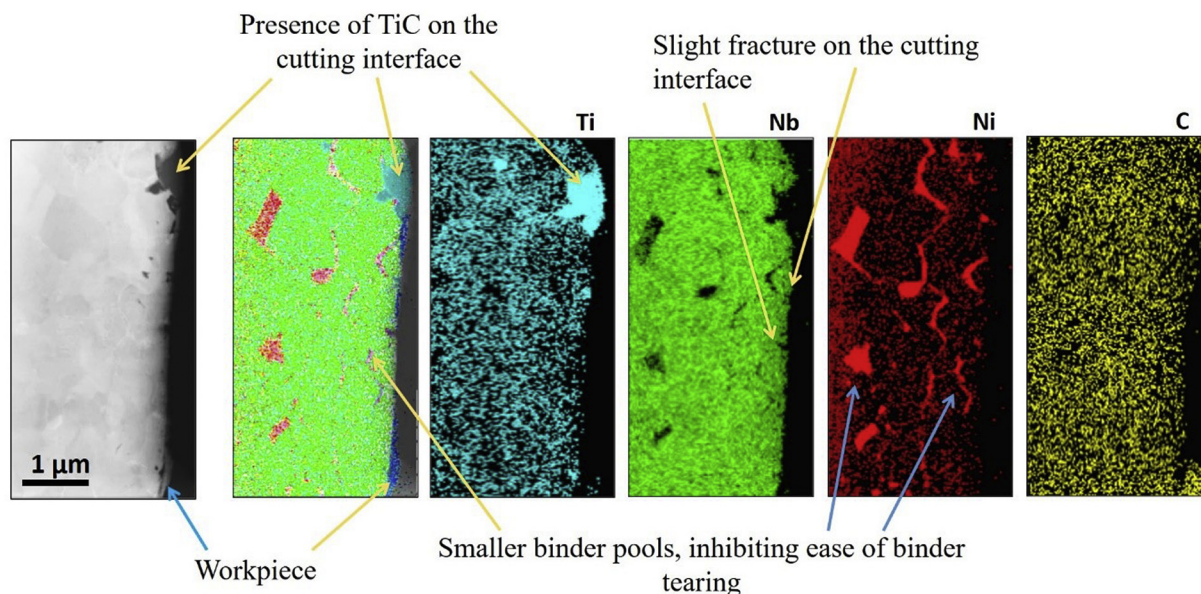 Presence of TiC on the
cutting interface
Slight fracture on the cutting
interface
Ti
Nb
Ni
C
1 µm
Workpiece
Smaller binder pools, inhibiting ease of binder
tearing